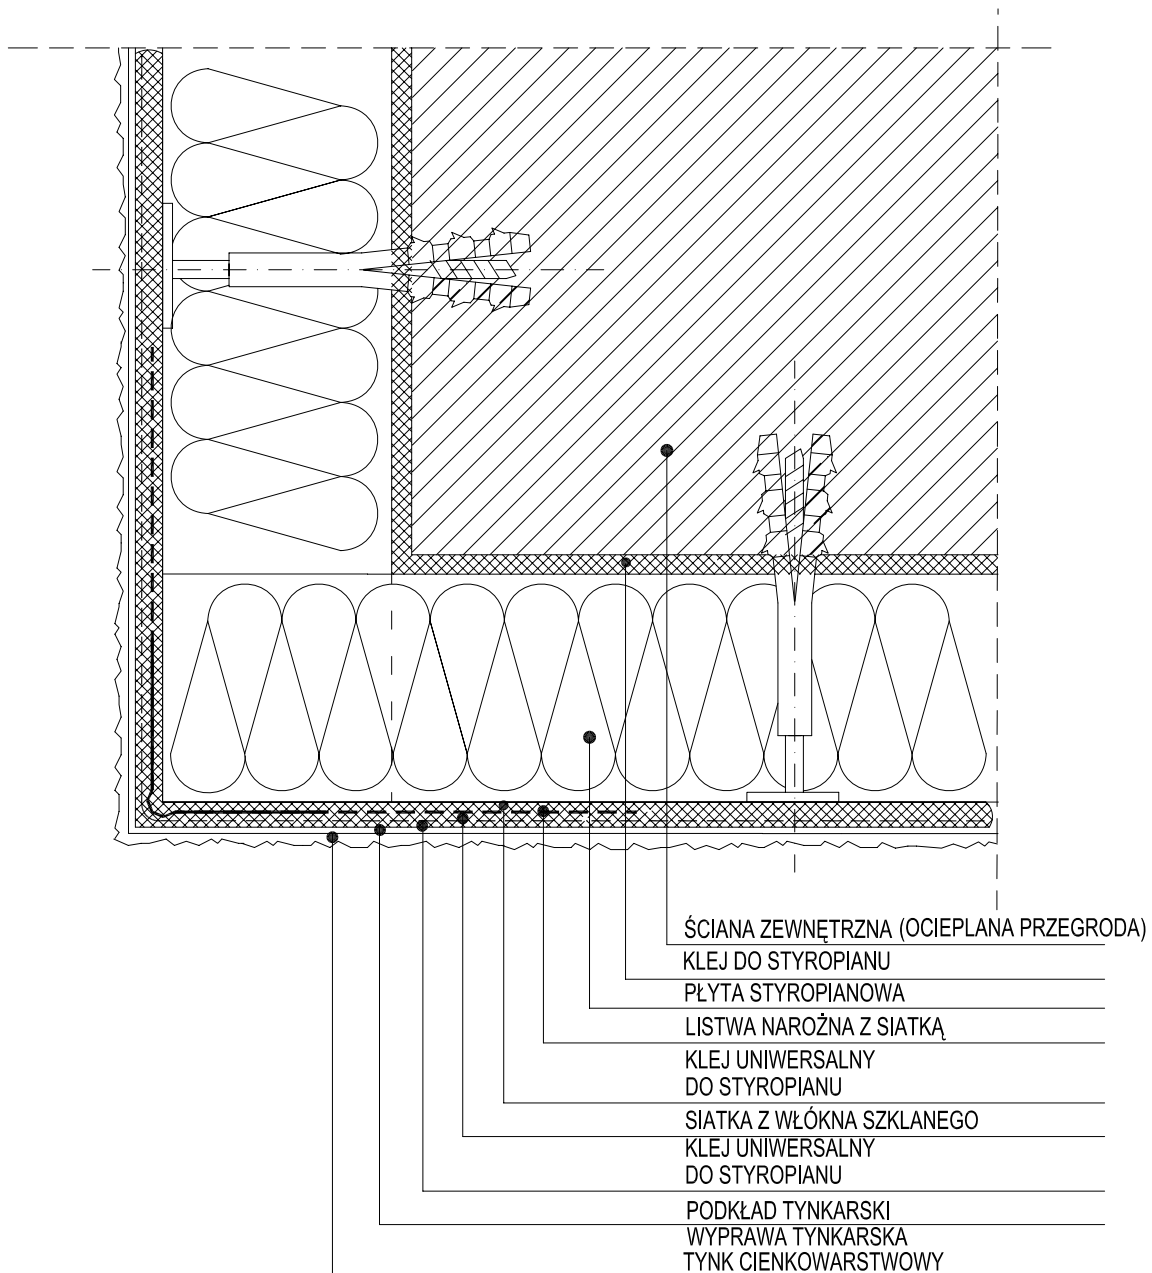 ŚCIANA ZEWNĘTRZNA (OCIEPLANA PRZEGRODA)
KLEJ DO STYROPIANU
PŁYTA STYROPIANOWA
LISTWA NAROŻNA Z SIATKĄ
KLEJ UNIWERSALNY
DO STYROPIANU
SIATKA Z WŁÓKNA SZKLANEGO
KLEJ UNIWERSALNY
DO STYROPIANU
PODKŁAD TYNKARSKI
WYPRAWA TYNKARSKA
TYNK CIENKOWARSTWOWY